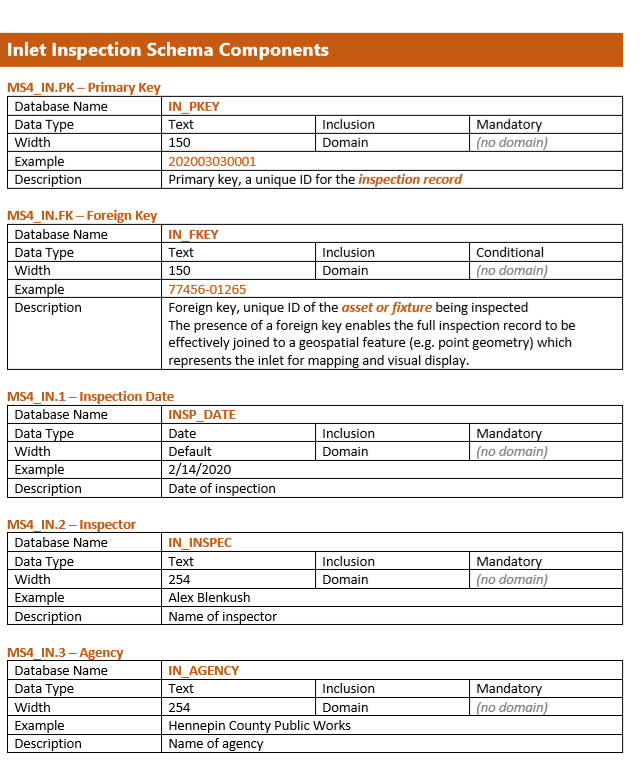 Inlet Inspection Schema Components
MS4_IN.PK – Primary Key
Database Name IN_PKEY
Data Type Text Inclusion Mandatory
Width 150 Domain (no domain)
Example 202003030001
Description Primary key, a unique ID for the inspection record
MS4_IN.FK – Foreign Key
Database Name IN_FKEY
Data Type Text Inclusion Conditional
Width 150 Domain (no domain)
Example 77456-01265
Description Foreign key, unique ID of the asset or fixture being inspected
The presence of a foreign key enables the full inspection record to be
effectively joined to a geospatial feature (e.g. point geometry) which
represents the inlet for mapping and visual display.
MS4_IN.1 – Inspection Date
Database Name INSP_DATE
Data Type Date Inclusion Mandatory
Width Default Domain (no domain)
Example 2/14/2020
Description Date of inspection
MS4_IN.2 – Inspector
Database Name IN_INSPEC
Data Type Text Inclusion Mandatory
Width 254 Domain (no domain)
Example Alex Blenkush
Description Name of inspector
MS4_IN.3 – Agency
Database Name IN_AGENCY
Data Type Text Inclusion Mandatory
Width 254 Domain (no domain)
Example Hennepin County Public Works
Description Name of agency